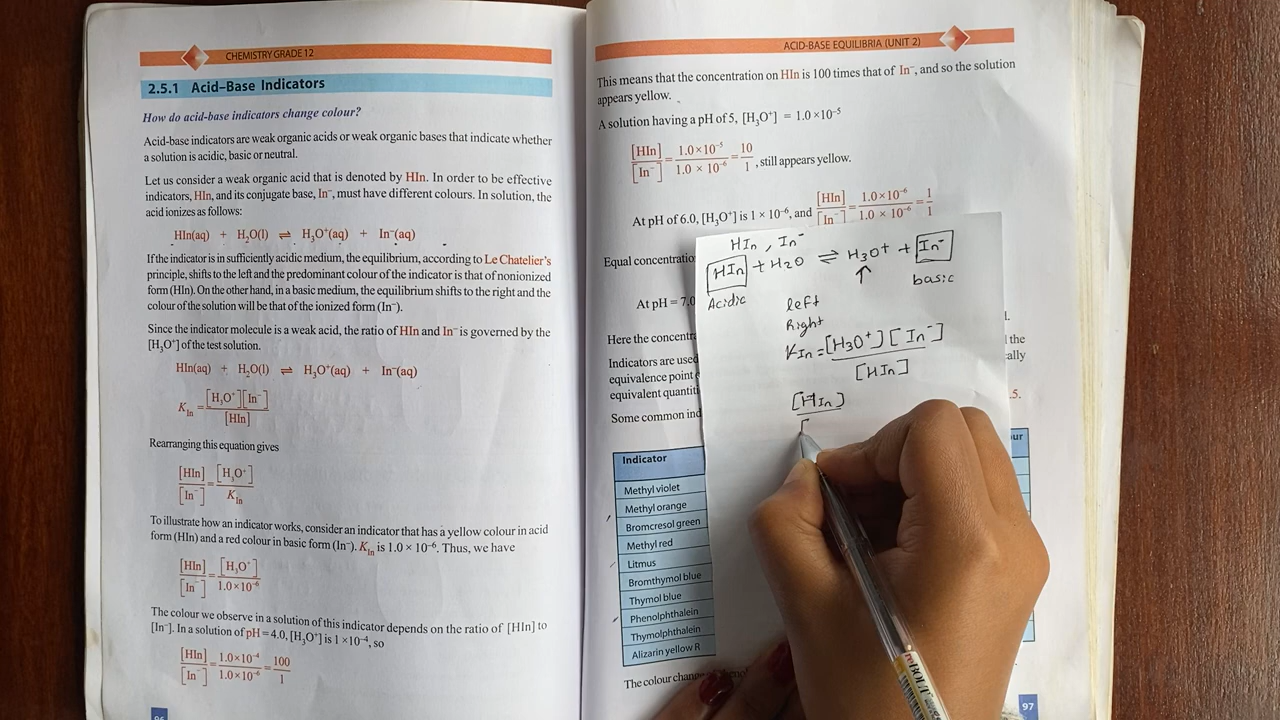 CHEMISTRY GRADE 12
2.5.1 Acid–Base Indicators
How do acid-base indicators change colour?
Acid-base indicators are weak organic acids or weak organic bases that indicate whether
a solution is acidic, basic or neutral.
Let us consider a weak organic acid that is denoted by HIn. In order to be effective
indicators, HIn, and its conjugate base, In⁻, must have different colours. In solution, the
acid ionizes as follows:
HIn(aq) + H₂O(l) ⇌ H₃O⁺(aq) + In⁻(aq)
If the indicator is in sufficiently acidic medium, the equilibrium, according to Le Chatelier's
principle, shifts to the left and the predominant colour of the indicator is that of nonionized
form (HIn). On the other hand, in a basic medium, the equilibrium shifts to the right and the
colour of the solution will be that of the ionized form (In⁻).
Since the indicator molecule is a weak acid, the ratio of HIn and In⁻ is governed by the
[H₃O⁺] of the test solution.
HIn(aq) + H₂O(l) ⇌ H₃O⁺(aq) + In⁻(aq)
K_In = [H₃O⁺][In⁻] / [HIn]
Rearranging this equation gives
[HIn] / [In⁻] = [H₃O⁺] / K_In
To illustrate how an indicator works, consider an indicator that has a yellow colour in acid
form (HIn) and a red colour in basic form (In⁻). K_In is 1.0 × 10⁻⁶. Thus, we have
[HIn] / [In⁻] = [H₃O⁺] / 1.0×10⁻⁶
The colour we observe in a solution of this indicator depends on the ratio of [HIn] to
[In⁻]. In a solution of pH = 4.0, [H₃O⁺] is 1 ×10⁻⁴, so
[HIn] / [In⁻] = 1.0×10⁻⁴ / 1.0×10⁻⁶ = 100 / 1
ACID-BASE EQUILIBRIA (UNIT 2)
This means that the concentration on HIn is 100 times that of In⁻, and so the solution
appears yellow.
A solution having a pH of 5, [H₃O⁺] = 1.0×10⁻⁵
[HIn] / [In⁻] = 1.0×10⁻⁵ / 1.0 × 10⁻⁶ = 10 / 1, still appears yellow.
At pH of 6.0, [H₃O⁺] is 1 × 10⁻⁶, and [HIn] / [In⁻] = 1.0×10⁻⁶ / 1.0 × 10⁻⁶ = 1 / 1
Equal concentratio
At pH = 7.0
Here the concentra
Indicators are used the
equivalence point ally
equivalent quantiti 5.
Some common ind
Indicator ur
Methyl violet
Methyl orange
Bromcresol green
Methyl red
Litmus
Bromthymol blue
Thymol blue
Phenolphthalein
Thymolphthalein
Alizarin yellow R
The colour change
97
HIn, In⁻
HIn + H₂O ⇌ H₃O⁺ + In⁻
Acidic ↑ basic
left
Right
K_In = [H₃O⁺][In⁻] / [HIn]
[HIn]
[
reBOUT